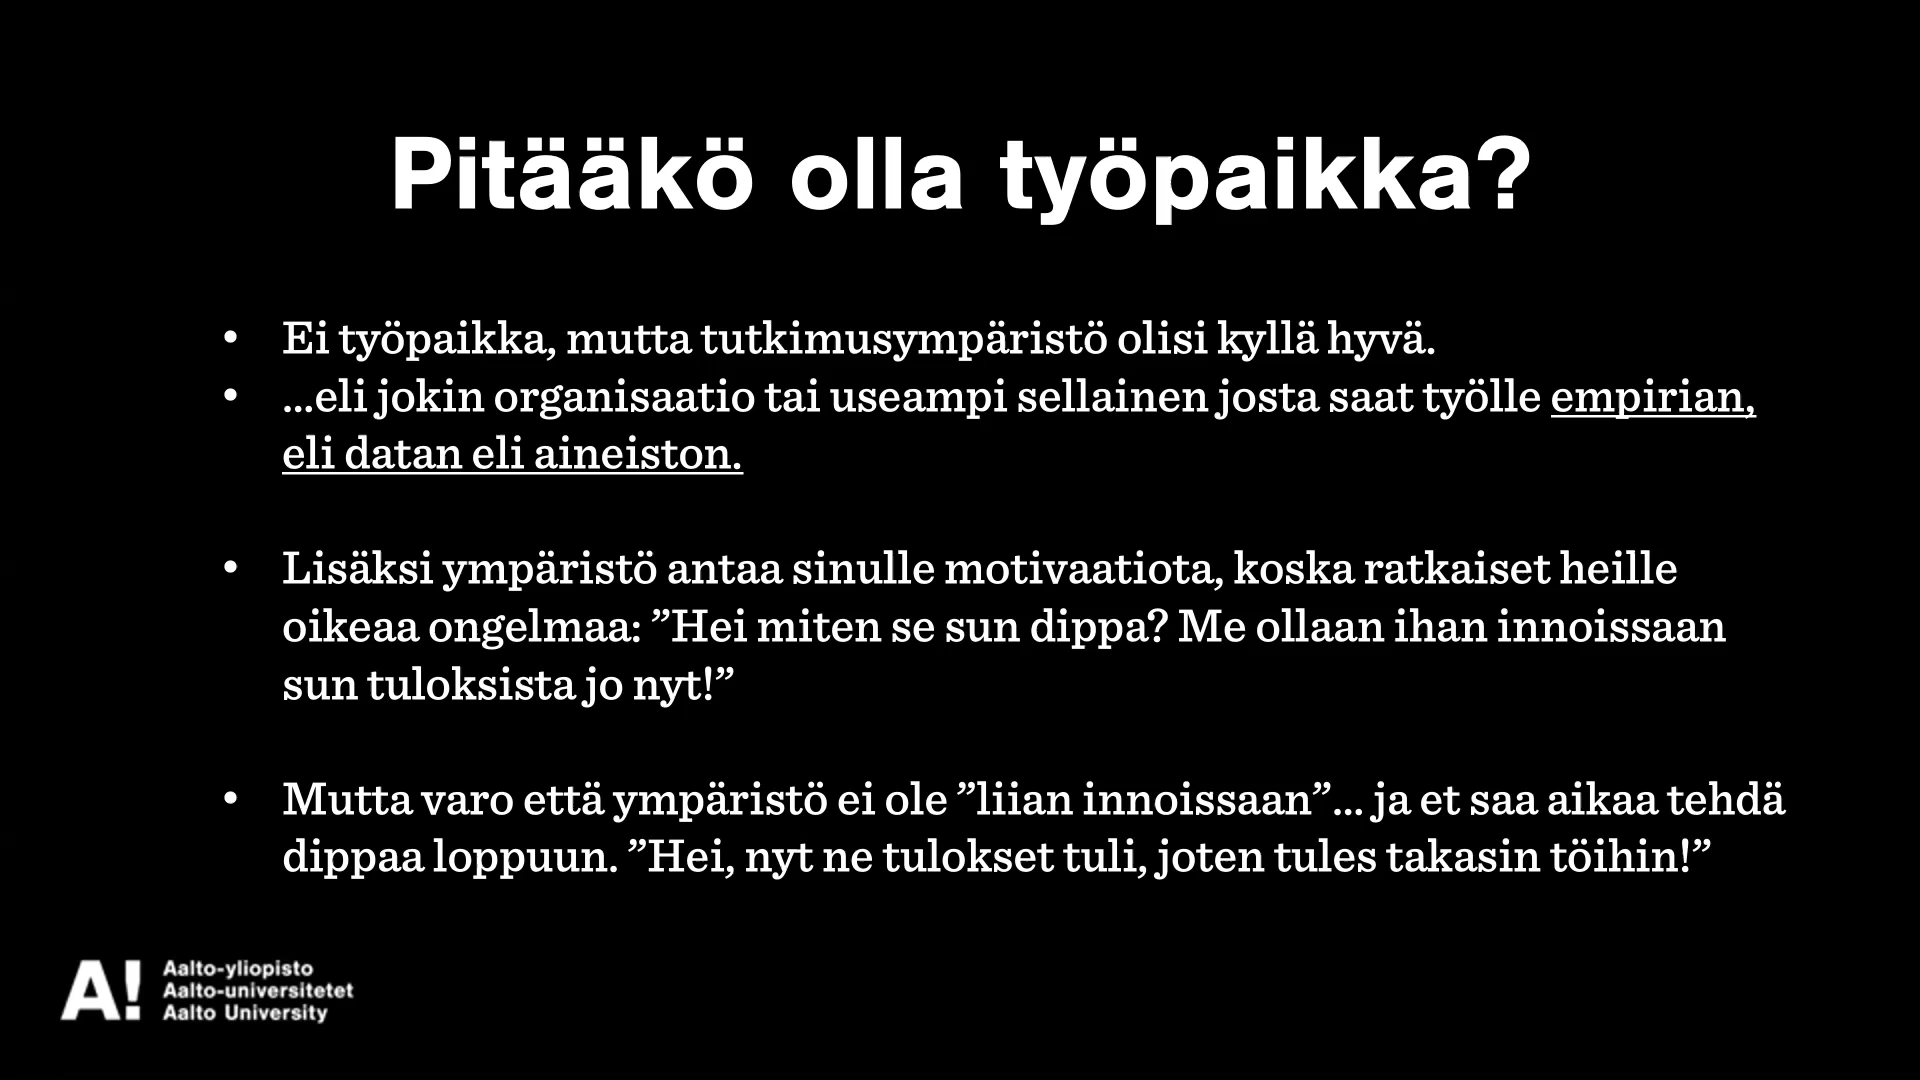 Pitääkö olla työpaikka?
• Ei työpaikka, mutta tutkimusympäristö olisi kyllä hyvä.
• ...eli jokin organisaatio tai useampi sellainen josta saat työlle empirian,
eli datan eli aineiston.
• Lisäksi ympäristö antaa sinulle motivaatiota, koska ratkaiset heille
oikeaa ongelmaa: ”Hei miten se sun dippa? Me ollaan ihan innoissaan
sun tuloksista jo nyt!”
• Mutta varo että ympäristö ei ole ”liian innoissaan”... ja et saa aikaa tehdä
dippaa loppuun. ”Hei, nyt ne tulokset tuli, joten tules takasin töihin!”
A!
Aalto-yliopisto
Aalto-universitetet
Aalto University